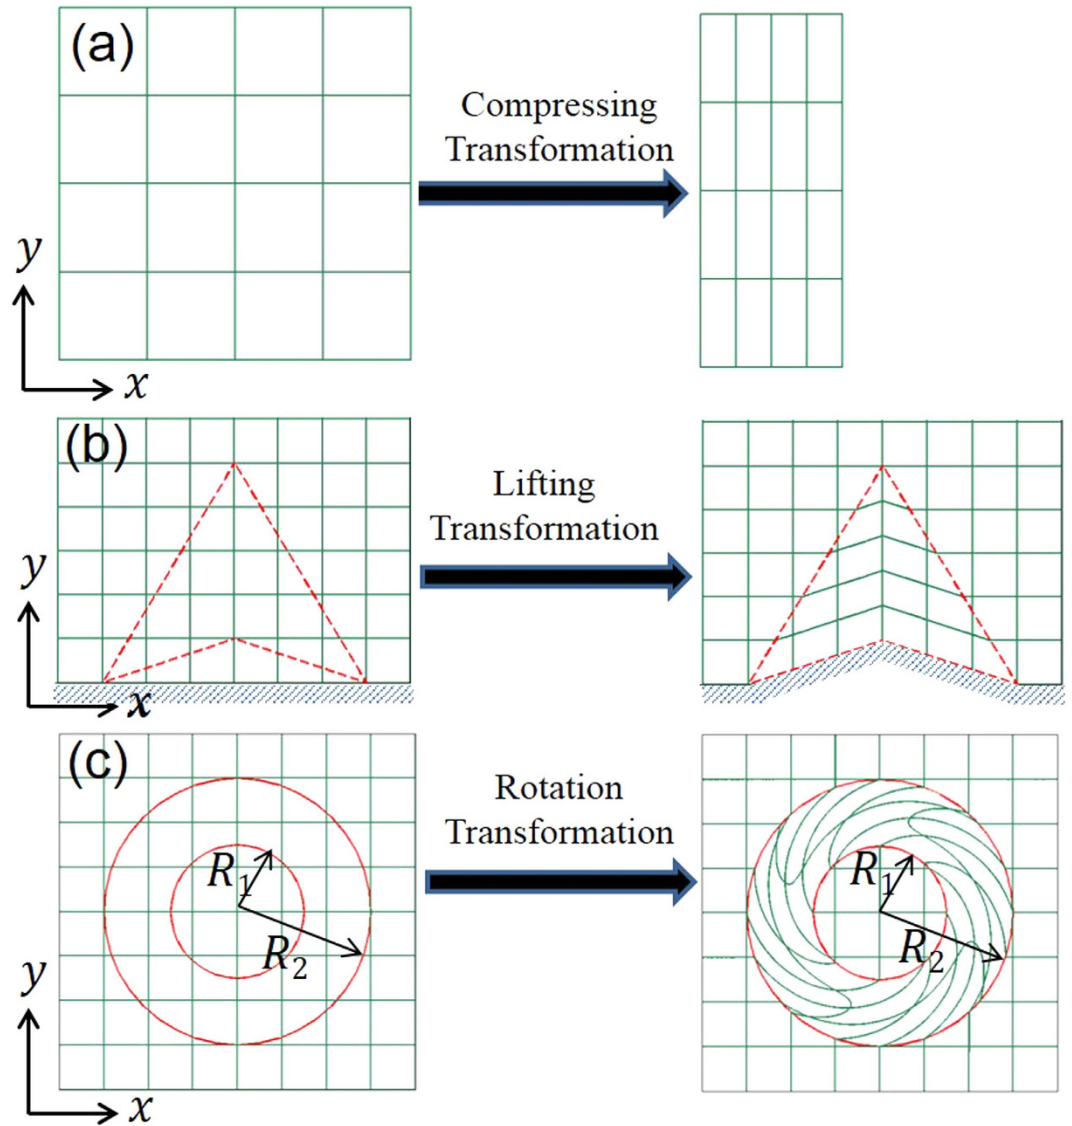 (a)
Compressing
Transformation
y
x
(b)
Lifting
Transformation
y
x
(c)
Rotation
Transformation
R1
R2
R1
R2
y
x